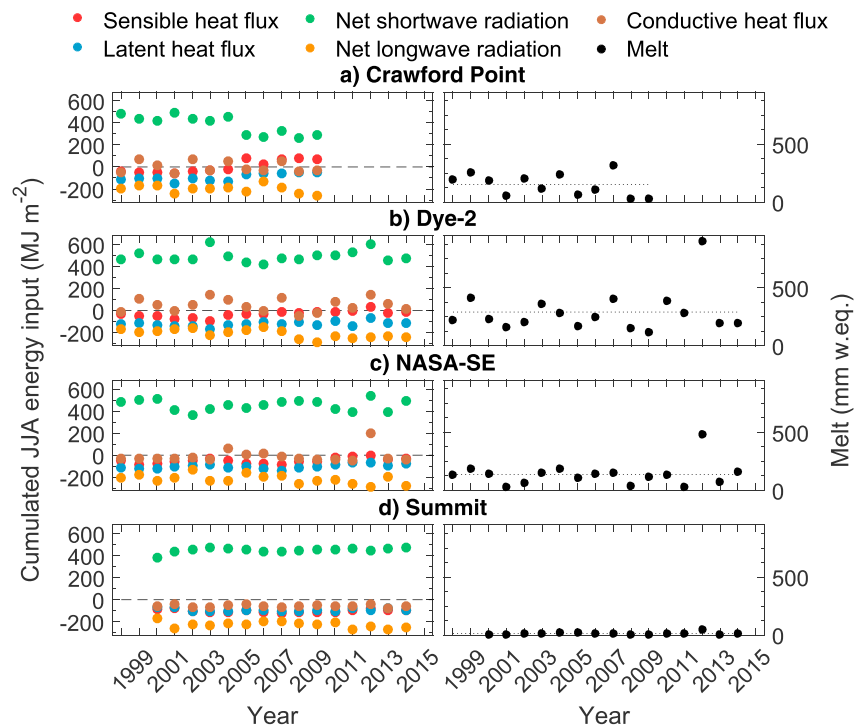 Sensible heat flux Net shortwave radiation Conductive heat flux
Latent heat flux Net longwave radiation Melt
a) Crawford Point
600
400
200
0
-200
500
0
b) Dye-2
600
400
200
0
-200
500
0
c) NASA-SE
600
400
200
0
-200
500
0
d) Summit
600
400
200
0
-200
500
0
Cumulated JJA energy input (MJ m-2)
Melt (mm w.eq.)
1999 2001 2003 2005 2007 2009 2011 2013 2015
1999 2001 2003 2005 2007 2009 2011 2013 2015
Year Year